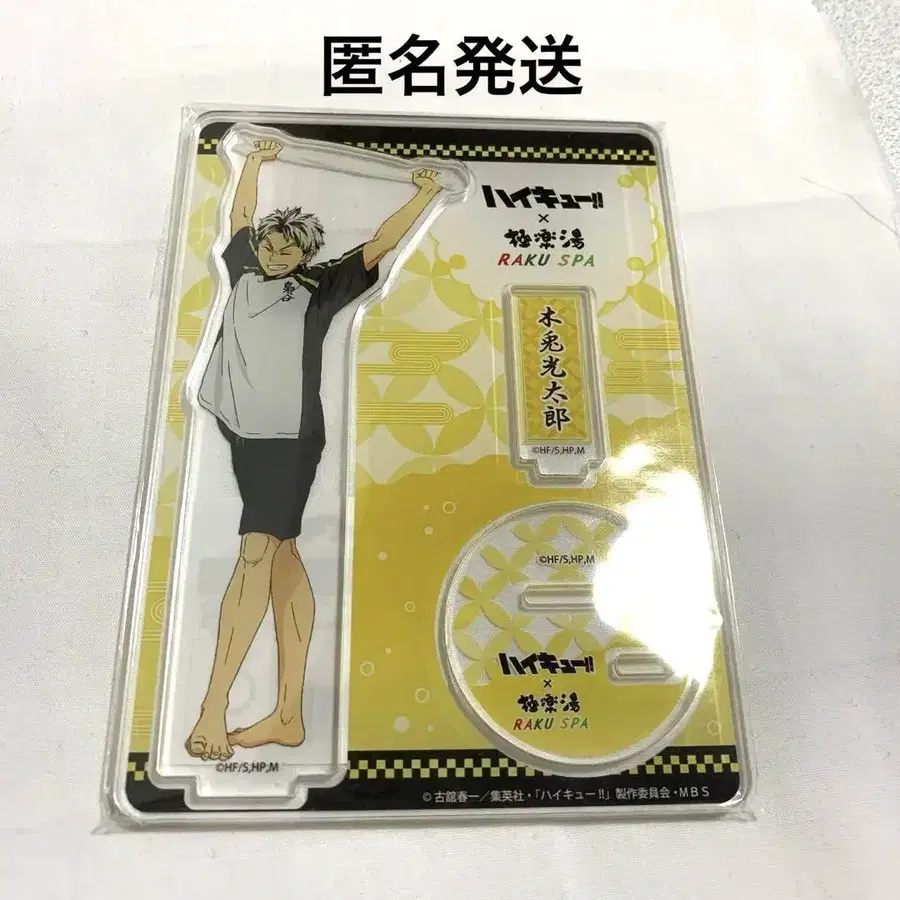 匿名発送
ハイキュー!!
×
極楽湯
RAKU SPA
梟谷
木兎光太郎
©HF/S,HP,M
©HF/S,HP,M
ハイキュー!!
×
極楽湯
RAKU SPA
©HF/S,HP,M
©古舘春一/集英社・「ハイキュー!!」製作委員会・MBS